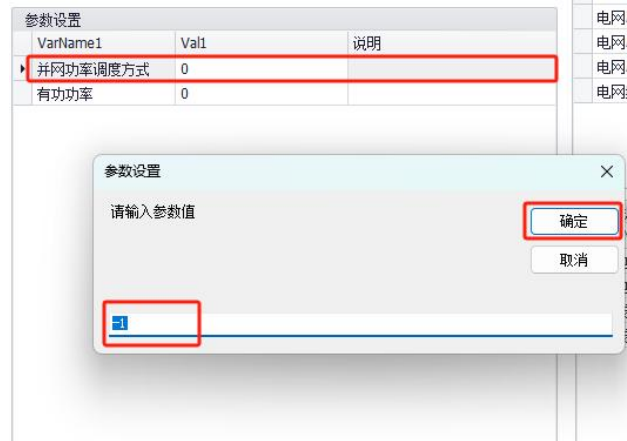 参数设置
VarName1 Val1 说明
并网功率调度方式 0
有功功率 0
电网
电网
电网
电网
参数设置
请输入参数值
确定
取消
-1